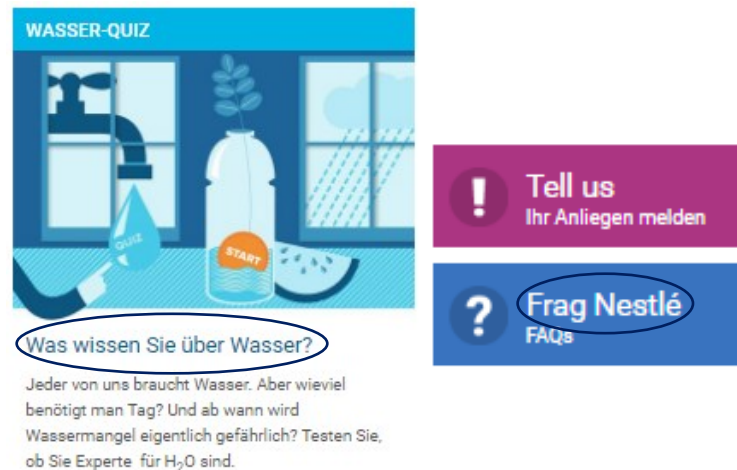 WASSER-QUIZ
QUIZ
START
Was wissen Sie über Wasser?
Jeder von uns braucht Wasser. Aber wieviel
benötigt man Tag? Und ab wann wird
Wassermangel eigentlich gefährlich? Testen Sie,
ob Sie Experte für H₂O sind.
Tell us
Ihr Anliegen melden
Frag Nestlé
FAQs